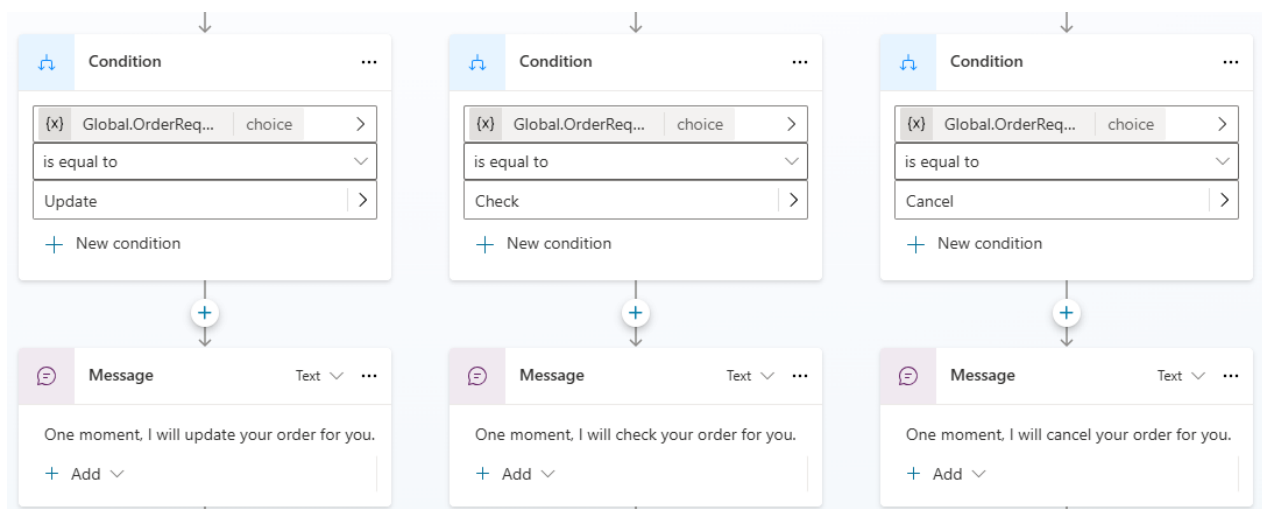 Condition ...
{x} Global.OrderReq... choice
is equal to
Update
+ New condition
Message Text ...
One moment, I will update your order for you.
+ Add
Condition ...
{x} Global.OrderReq... choice
is equal to
Check
+ New condition
Message Text ...
One moment, I will check your order for you.
+ Add
Condition ...
{x} Global.OrderReq... choice
is equal to
Cancel
+ New condition
Message Text ...
One moment, I will cancel your order for you.
+ Add